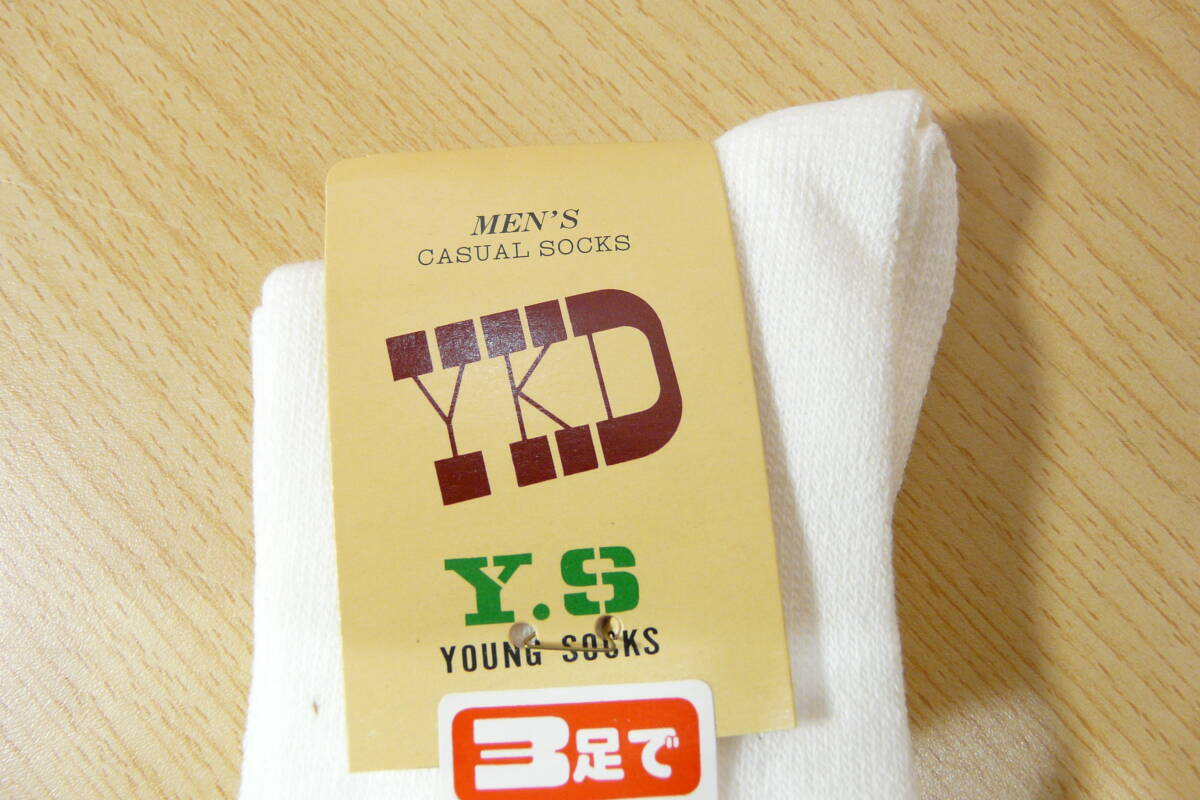 MEN'S
CASUAL SOCKS
YKD
Y.S
YOUNG SOCKS
3足で